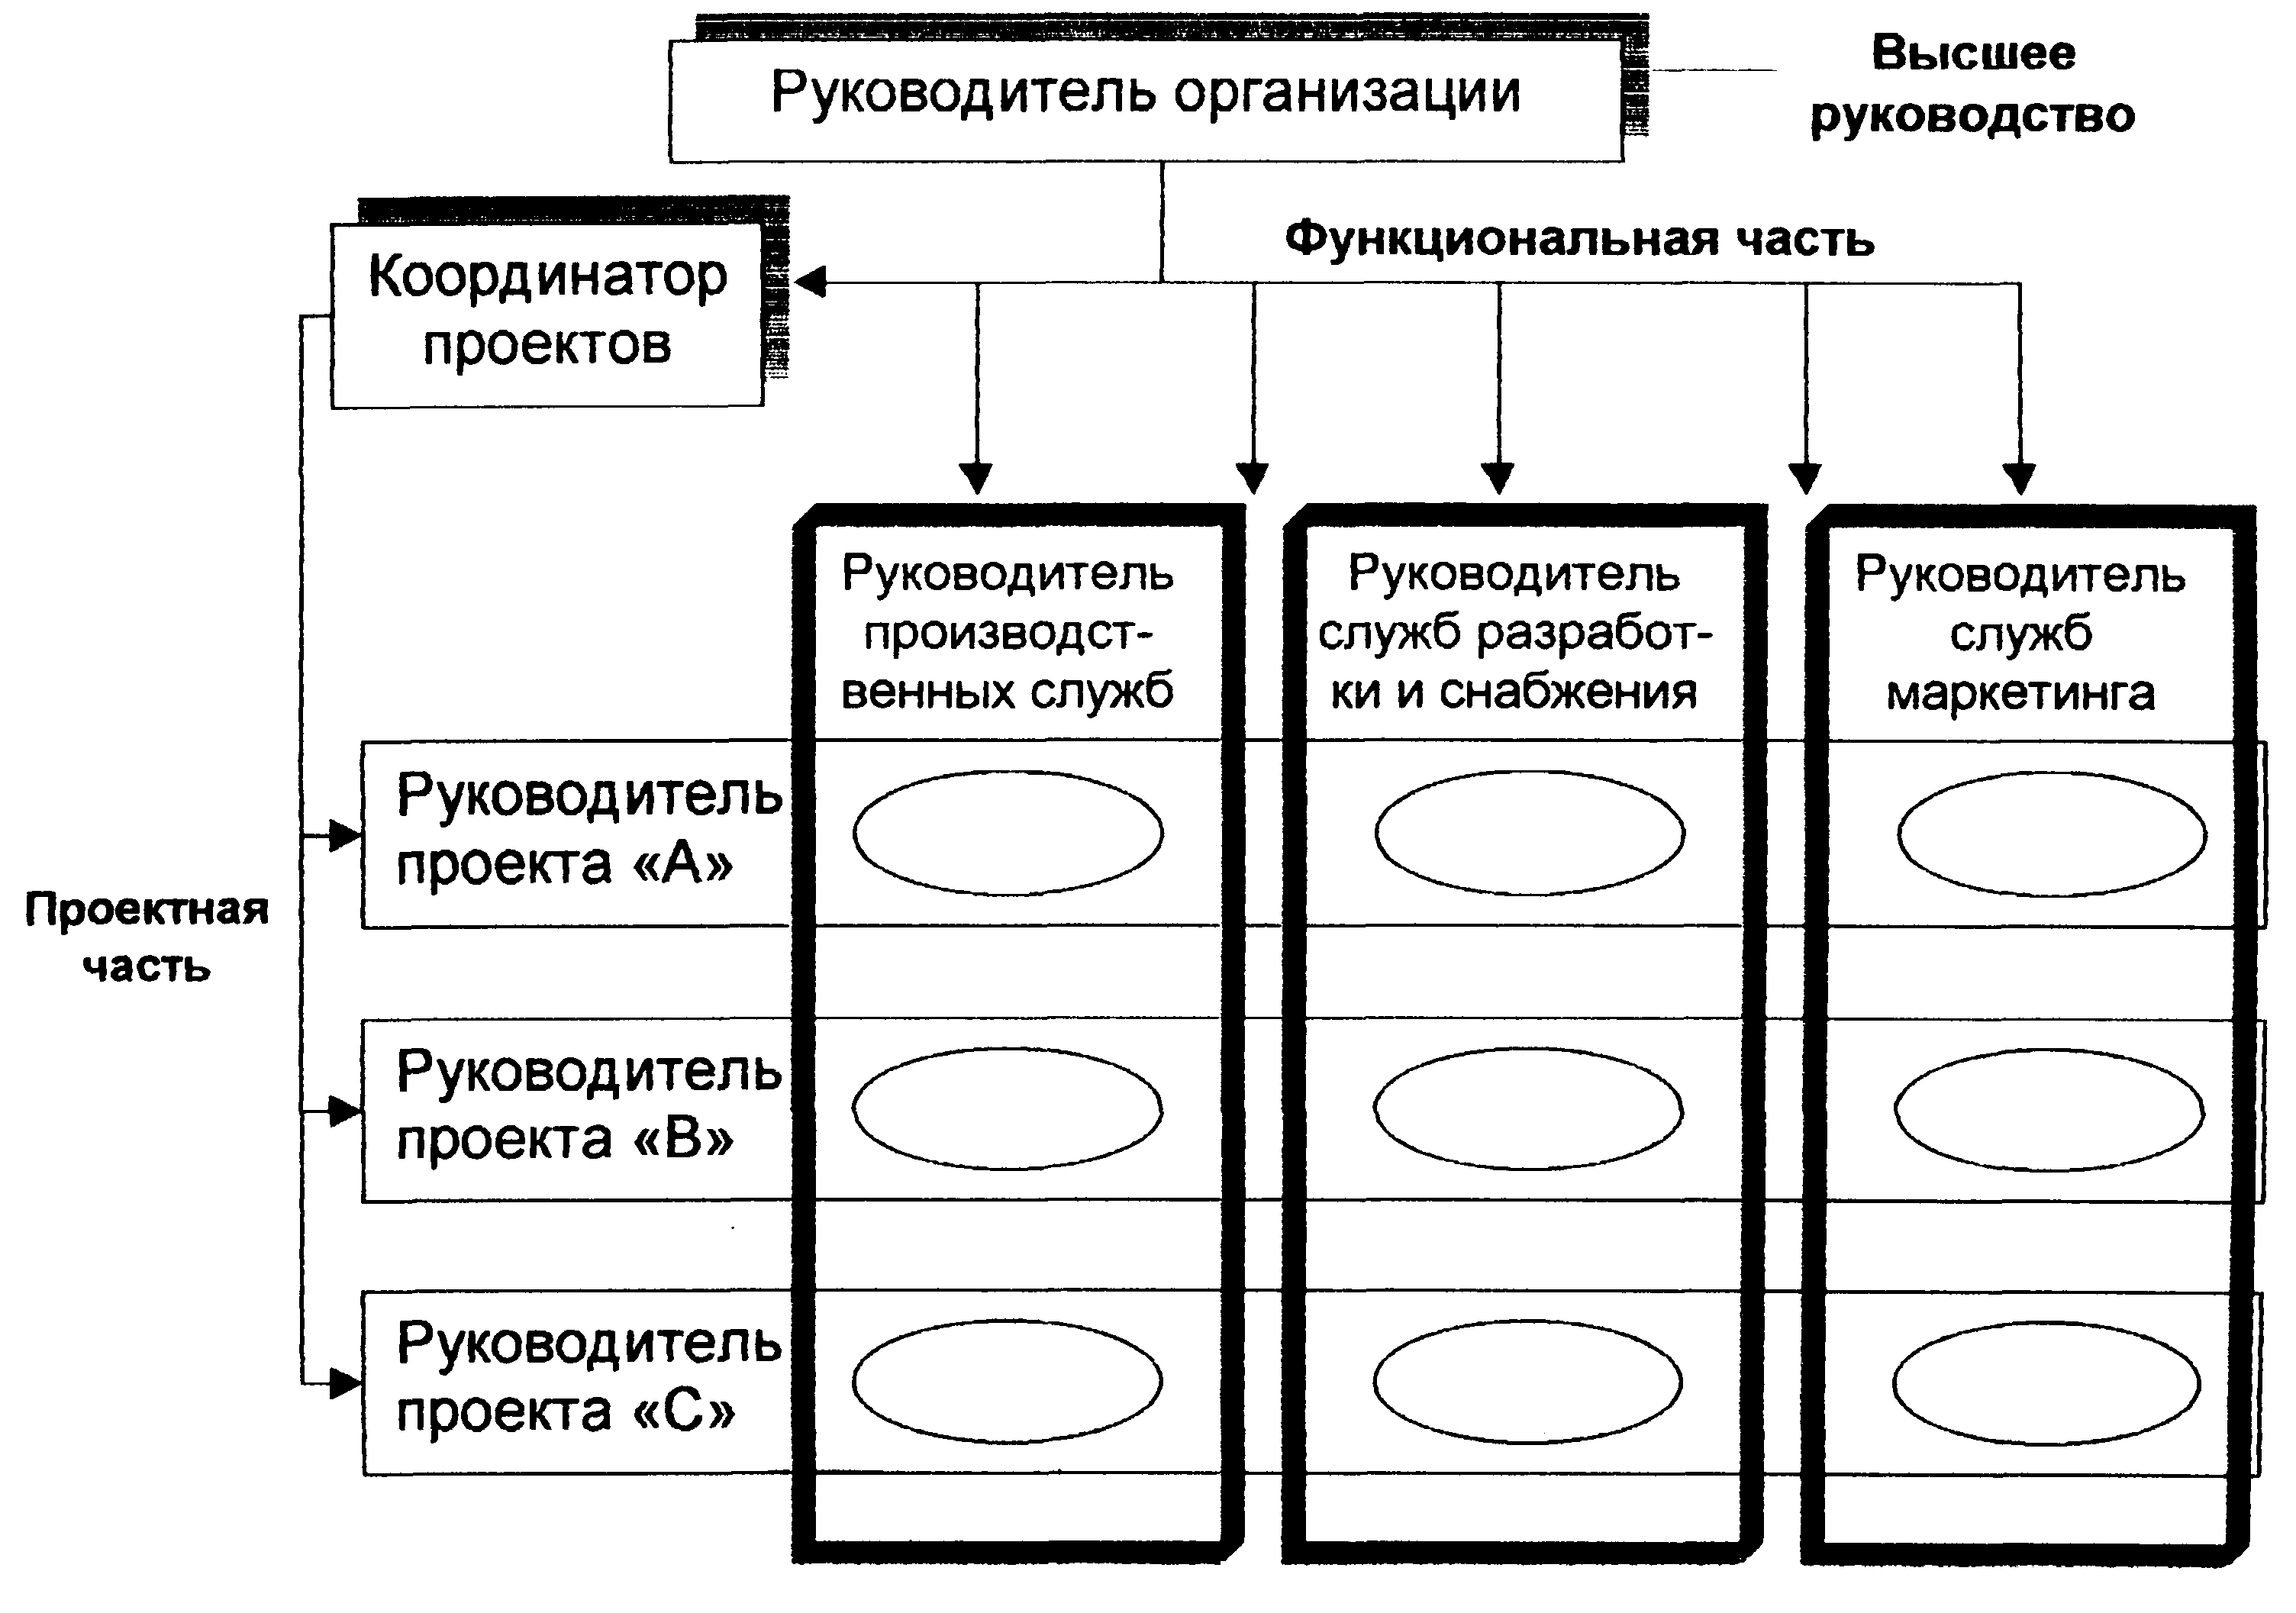 Руководитель организации
Высшее
руководство
Координатор
проектов
Функциональная часть
Руководитель
производст-
венных служб
Руководитель
служб разработ-
ки и снабжения
Руководитель
служб
маркетинга
Проектная
часть
Руководитель
проекта «А»
Руководитель
проекта «В»
Руководитель
проекта «С»